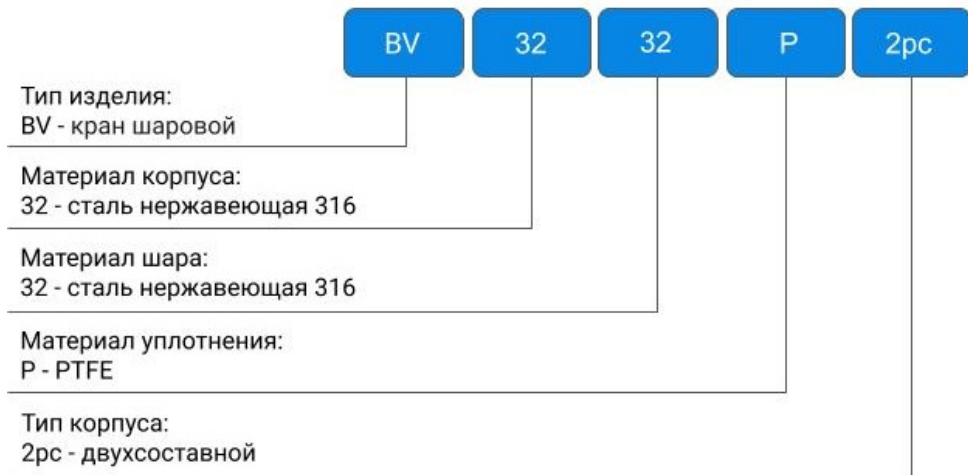 BV 32 32 P 2pc
Тип изделия:
BV - кран шаровой
Материал корпуса:
32 - сталь нержавеющая 316
Материал шара:
32 - сталь нержавеющая 316
Материал уплотнения:
P - PTFE
Тип корпуса:
2pc - двухсоставной